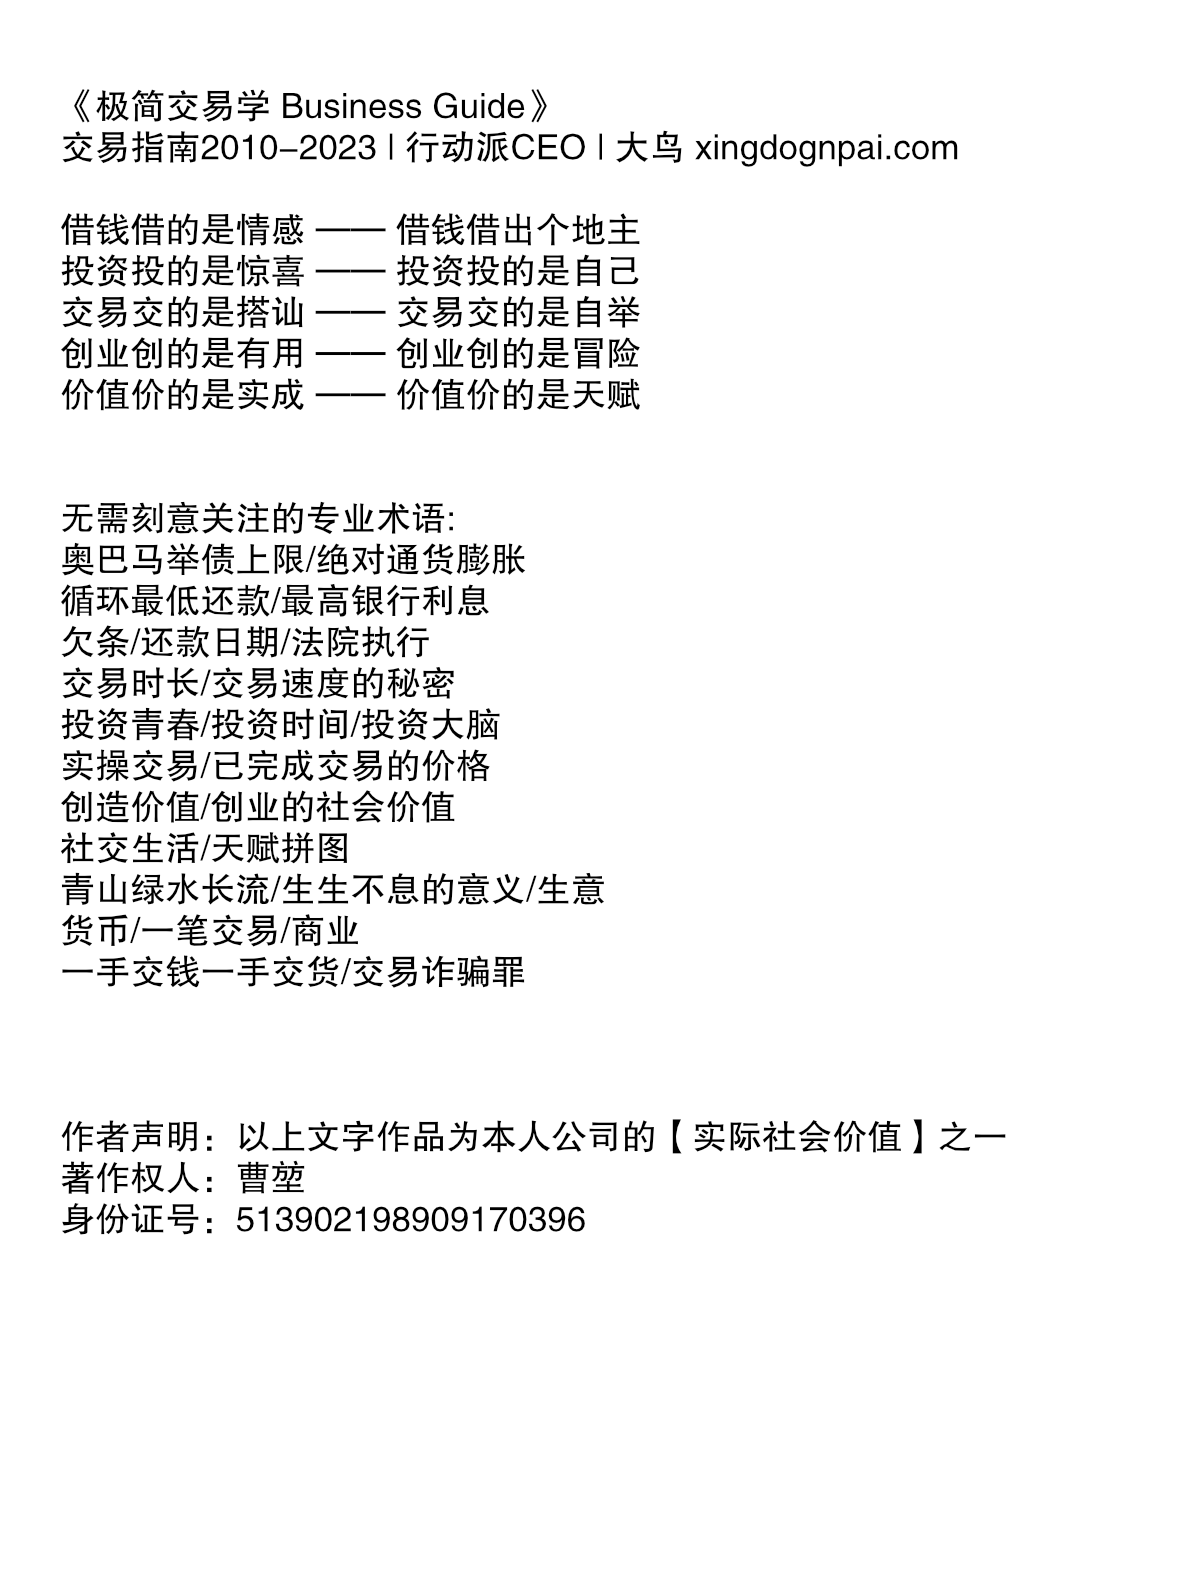 《极简交易学 Business Guide》
交易指南2010-2023 | 行动派CEO | 大鸟 xingdognpai.com
借钱借的是情感 —— 借钱借出个地主
投资投的是惊喜 —— 投资投的是自己
交易交的是搭讪 —— 交易交的是自举
创业创的是有用 —— 创业创的是冒险
价值价的是实成 —— 价值价的是天赋
无需刻意关注的专业术语:
奥巴马举债上限/绝对通货膨胀
循环最低还款/最高银行利息
欠条/还款日期/法院执行
交易时长/交易速度的秘密
投资青春/投资时间/投资大脑
实操交易/已完成交易的价格
创造价值/创业的社会价值
社交生活/天赋拼图
青山绿水长流/生生不息的意义/生意
货币/一笔交易/商业
一手交钱一手交货/交易诈骗罪
作者声明：以上文字作品为本人公司的【实际社会价值】之一
著作权人：曹堃
身份证号：513902198909170396